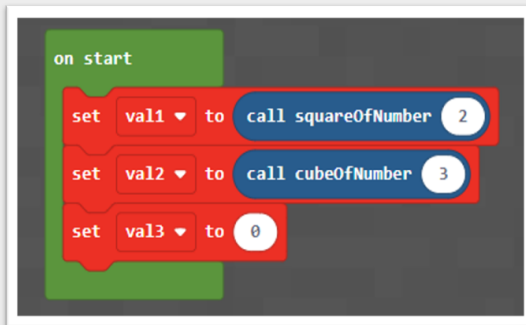 on start
set val1 to call squareOfNumber 2
set val2 to call cubeOfNumber 3
set val3 to 0